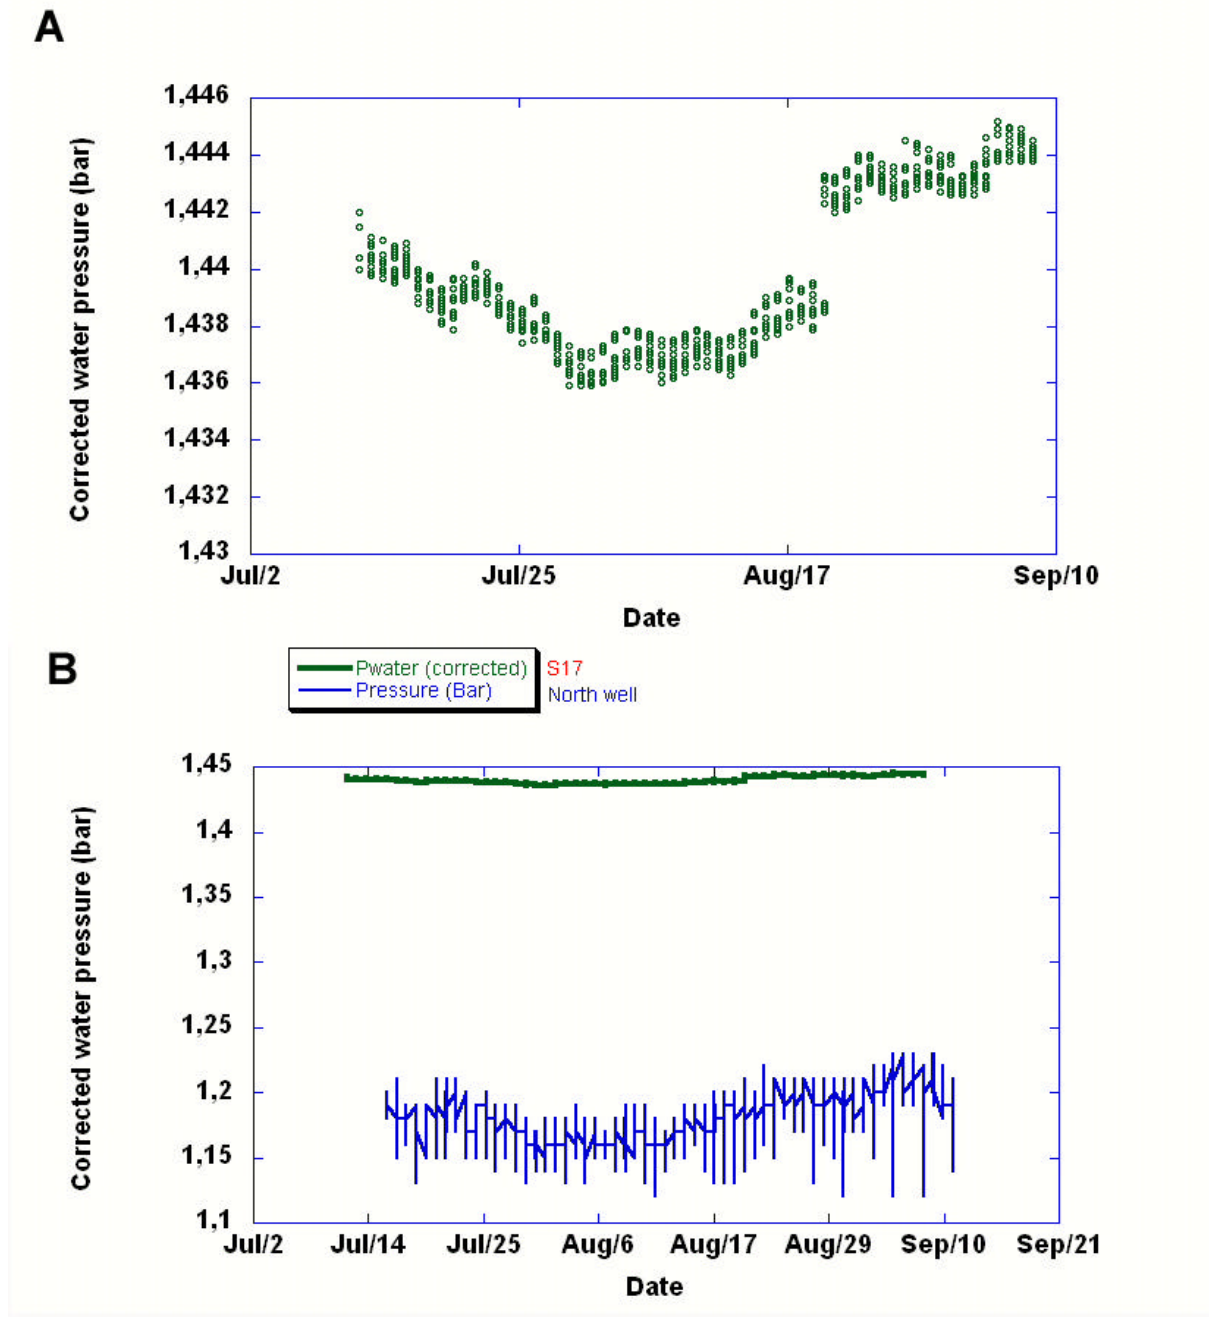 A
1,446
1,444
1,442
1,44
1,438
1,436
1,434
1,432
1,43
Corrected water pressure (bar)
Jul/2 Jul/25 Aug/17 Sep/10
Date
B
Pwater (corrected) S17
Pressure (Bar) North well
1,45
1,4
1,35
1,3
1,25
1,2
1,15
1,1
Corrected water pressure (bar)
Jul/2 Jul/14 Jul/25 Aug/6 Aug/17 Aug/29 Sep/10 Sep/21
Date